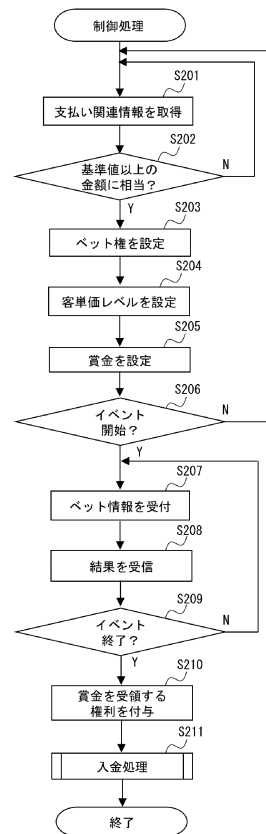 制御処理
S201
支払い関連情報を取得
S202
基準値以上の
金額に相当?
N
Y
S203
ベット権を設定
S204
客単価レベルを設定
S205
賞金を設定
S206
イベント
開始?
N
Y
S207
ベット情報を受付
S208
結果を受信
S209
イベント
終了?
N
Y
S210
賞金を受領する
権利を付与
S211
入金処理
終了